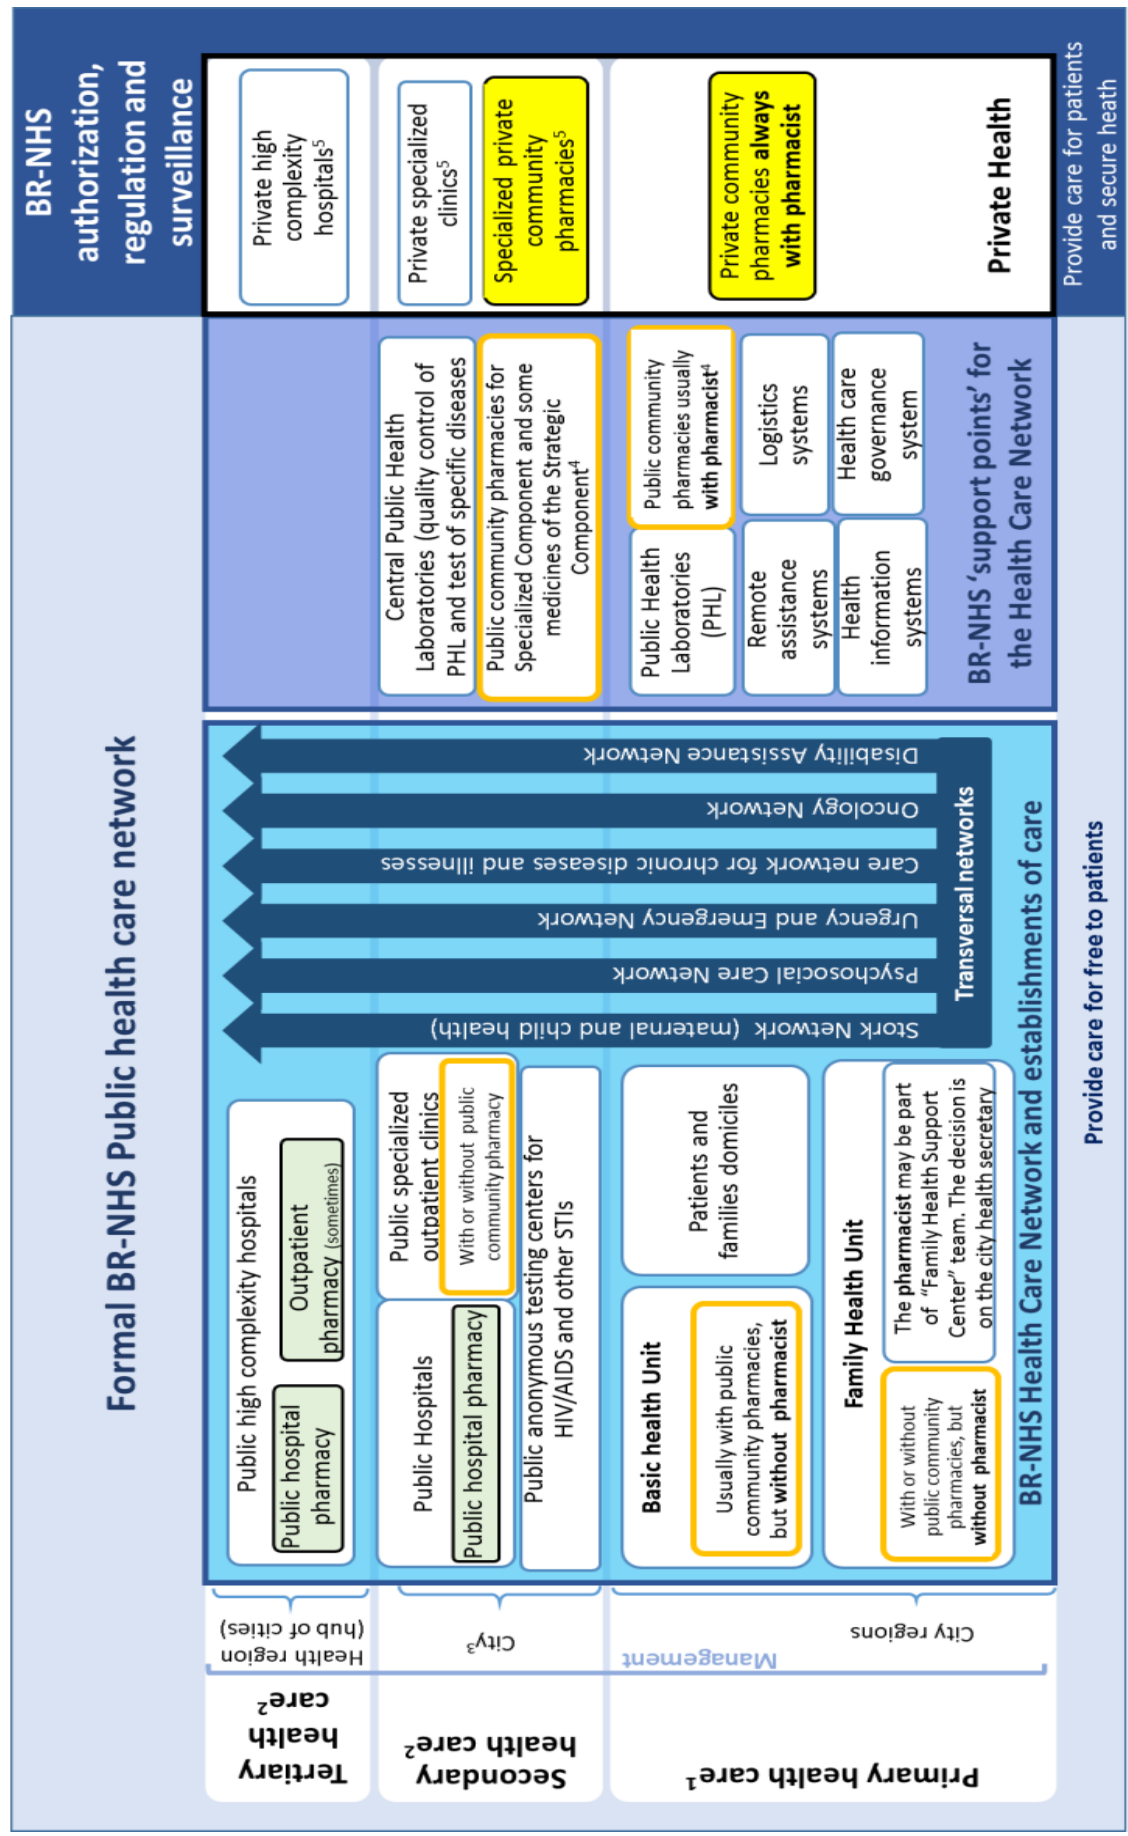 Formal BR-NHS Public health care network
BR-NHS
authorization,
regulation and
surveillance
Tertiary
health
care²
Health region
(hub of cities)
Public high complexity hospitals
Public hospital
pharmacy
Outpatient
pharmacy (sometimes)
Private high
complexity
hospitals⁵
Secondary
health care²
City³
Public Hospitals
Public hospital pharmacy
Public specialized
outpatient clinics
With or without public
community pharmacy
Public anonymous testing centers for
HIV/AIDS and other STIs
Central Public Health
Laboratories (quality control of
PHL and test of specific diseases
Public community pharmacies for
Specialized Component and some
medicines of the Strategic
Component⁴
Private specialized
clinics⁵
Specialized private
community
pharmacies⁵
Primary health care¹
Management
City regions
Basic health Unit
Usually with public
community pharmacies,
but without pharmacist
Patients and
families domiciles
Family Health Unit
With or without
public community
pharmacies, but
without pharmacist
The pharmacist may be part
of “Family Health Support
Center” team. The decision is
on the city health secretary
Stork Network (maternal and child health)
Psychosocial Care Network
Urgency and Emergency Network
Care network for chronic diseases and illnesses
Oncology Network
Disability Assistance Network
Transversal networks
Public Health
Laboratories
(PHL)
Public community
pharmacies usually
with pharmacist⁴
Remote
assistance
systems
Logistics
systems
Health
information
systems
Health care
governance
system
Private community
pharmacies always
with pharmacist
BR-NHS Health Care Network and establishments of care
BR-NHS ‘support points’ for
the Health Care Network
Private Health
Provide care for free to patients
Provide care for patients
and secure heath